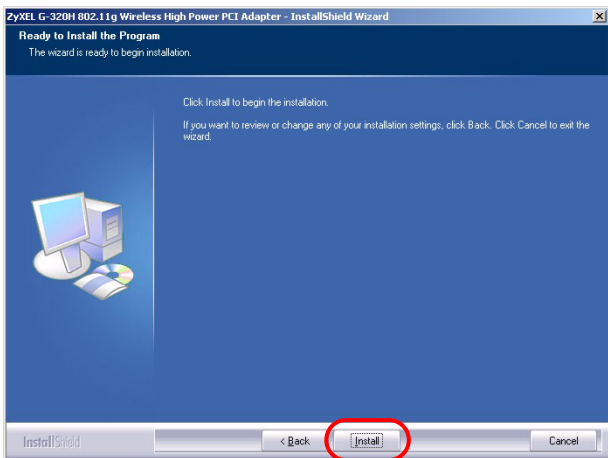 ZyXEL G-320H 802.11g Wireless High Power PCI Adapter - InstallShield Wizard
Ready to Install the Program
The wizard is ready to begin installation.
Click Install to begin the installation.
If you want to review or change any of your installation settings, click Back. Click Cancel to exit the
wizard.
InstallShield
< Back
Install
Cancel